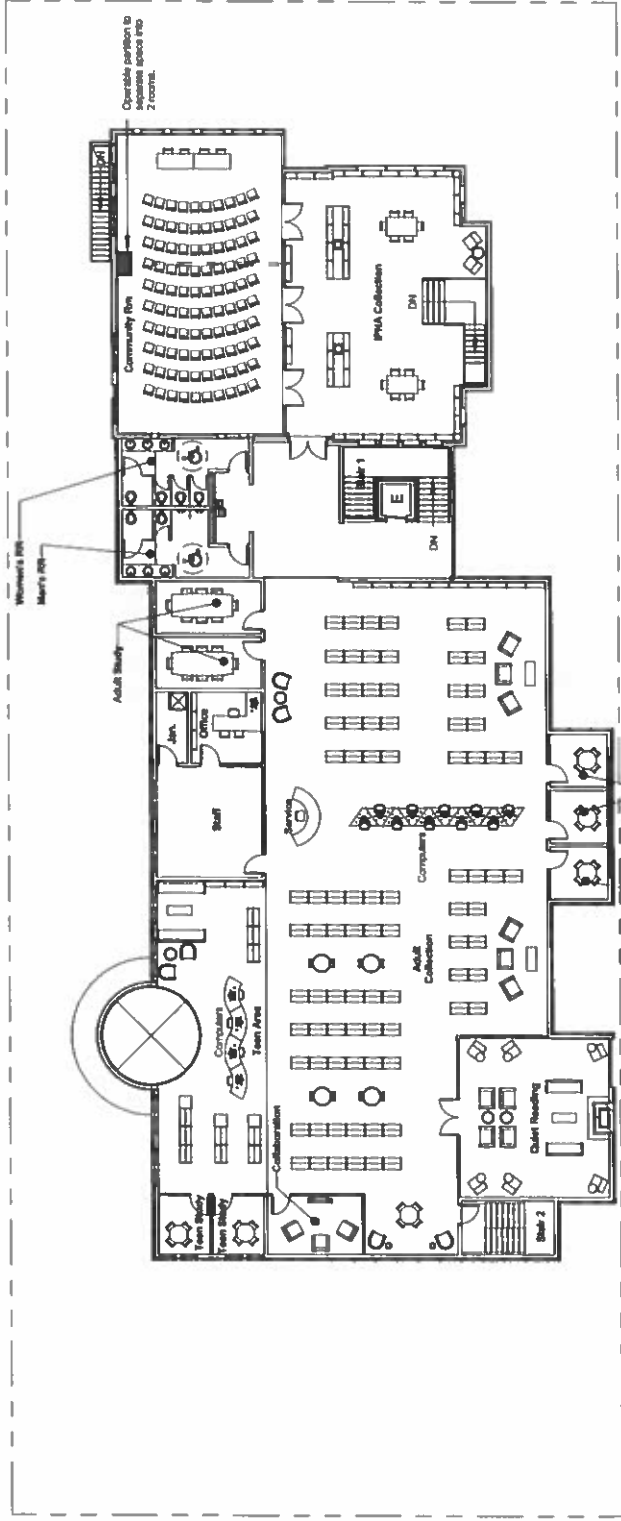 Operable partition to
separate space into
2 rooms.
DN
Community Rm
IPNA Collection
DN
Women's RR
Men's RR
Stair 1
E
DN
Adult Study
Jan.
Office
Staff
Service
Computers
Adult
Collection
Computers
Teen Area
Collaboration
Teen Study
Teen Study
Quiet Reading
Stair 2